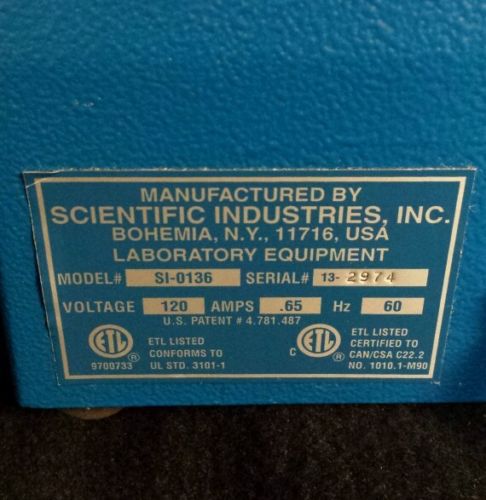 MANUFACTURED BY
SCIENTIFIC INDUSTRIES, INC.
BOHEMIA, N.Y., 11716, USA
LABORATORY EQUIPMENT
MODEL# SI-0136 SERIAL# 13- 2974
VOLTAGE 120 AMPS .65 Hz 60
U.S. PATENT # 4.781.487
ETL ®
9700733
ETL LISTED
CONFORMS TO
UL STD. 3101-1
C ETL ®
ETL LISTED
CERTIFIED TO
CAN/CSA C22.2
NO. 1010.1-M90